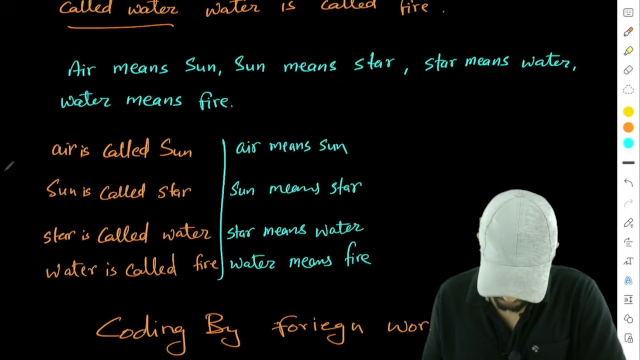 called water water is called fire.
Air means Sun, Sun means star, star means water,
water means fire.
air is called Sun
air means sun
Sun is called star
Sun means star
star is called water
star means water
water is called fire
water means fire
Coding By Foriegn